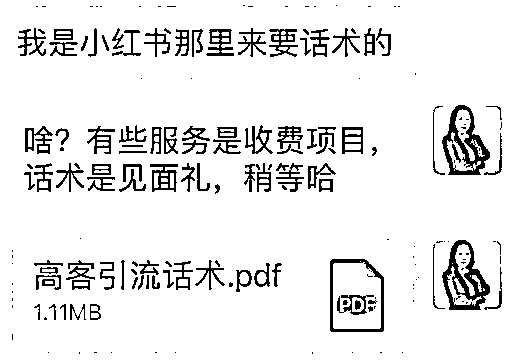 我是小红书那里来要话术的
啥？有些服务是收费项目，
话术是见面礼，稍等哈
高客引流话术.pdf
1.11MB
PDF